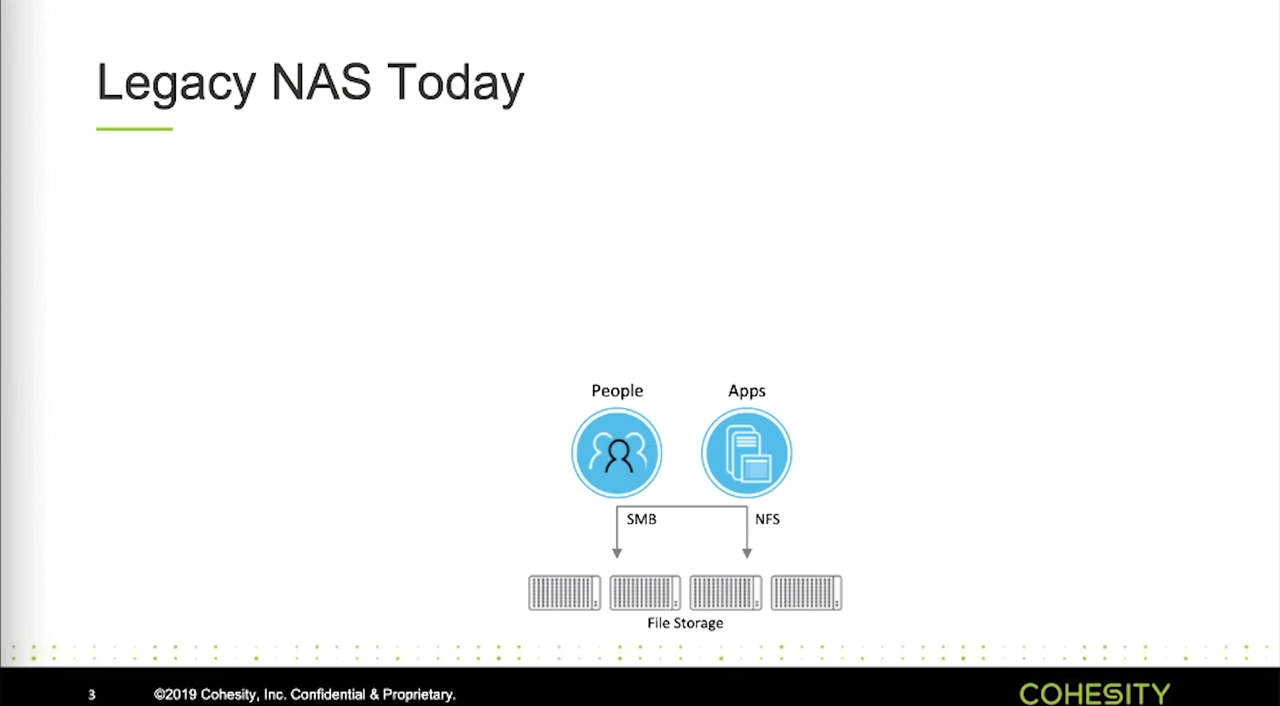 Legacy NAS Today
People Apps
SMB NFS
File Storage
3 ©2019 Cohesity, Inc. Confidential & Proprietary. COHESITY